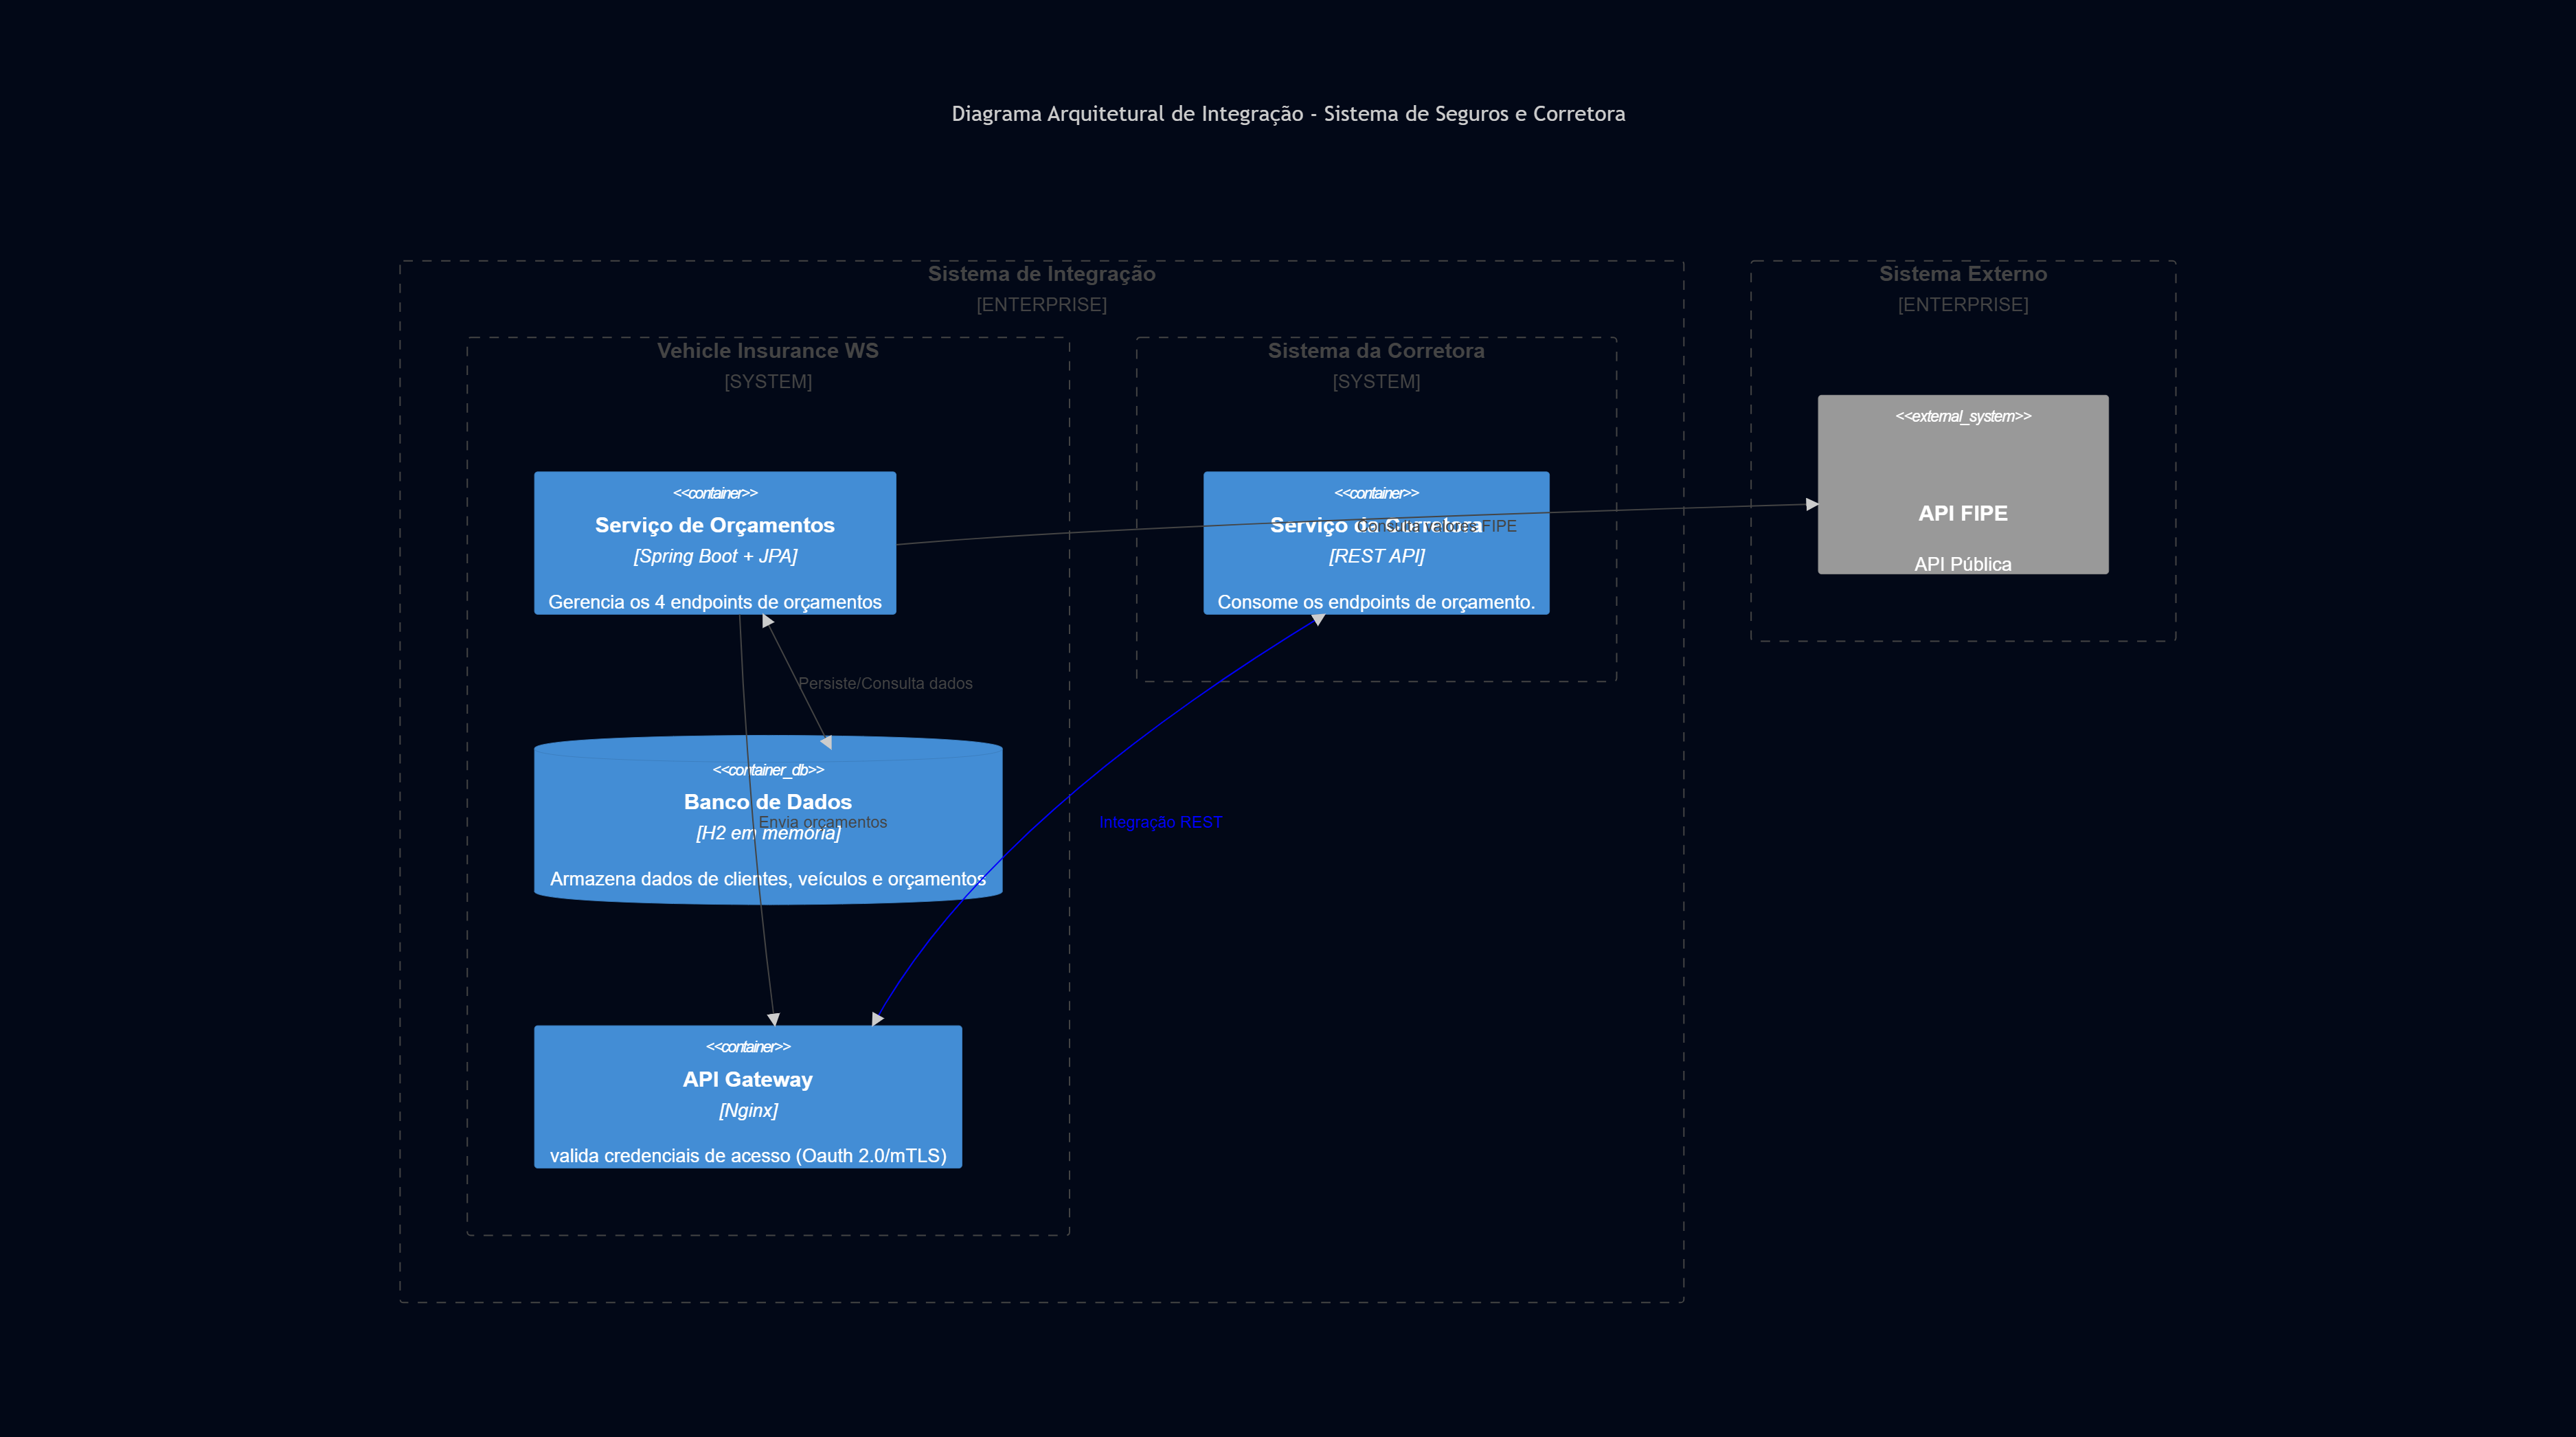 Diagrama Arquitetural de Integração - Sistema de Seguros e Corretora
Sistema de Integração
[ENTERPRISE]
Vehicle Insurance WS
[SYSTEM]
<<container>>
Serviço de Orçamentos
[Spring Boot + JPA]
Gerencia os 4 endpoints de orçamentos
Persiste/Consulta dados
<<container_db>>
Banco de Dados
Envia orçamentos
[H2 em memória]
Armazena dados de clientes, veículos e orçamentos
<<container>>
API Gateway
[Nginx]
valida credenciais de acesso (Oauth 2.0/mTLS)
Integração REST
Sistema da Corretora
[SYSTEM]
<<container>>
Serviço da Corretora
Consulta valores FIPE
[REST API]
Consome os endpoints de orçamento.
Sistema Externo
[ENTERPRISE]
<<external_system>>
API FIPE
API Pública